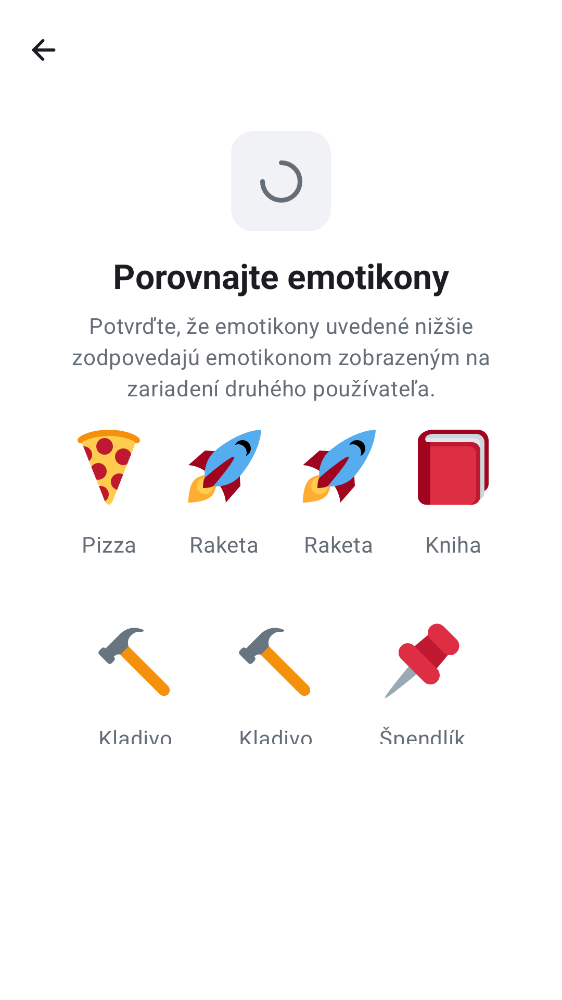 Porovnajte emotikony
Potvrďte, že emotikony uvedené nižšie
zodpovedajú emotikonom zobrazeným na
zariadení druhého používateľa.
Pizza Raketa Raketa Kniha
Kladivo Kladivo Špendlík